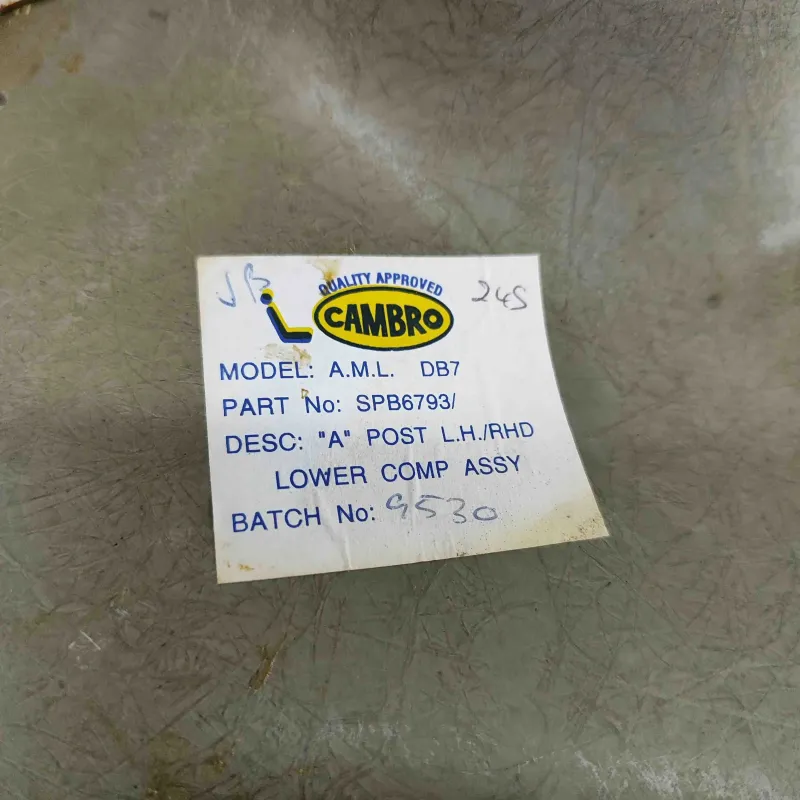 JB
QUALITY APPROVED
245
CAMBRO
MODEL: A.M.L. DB7
PART No: SPB6793/
DESC: "A" POST L.H./RHD
LOWER COMP ASSY
BATCH No: 9530